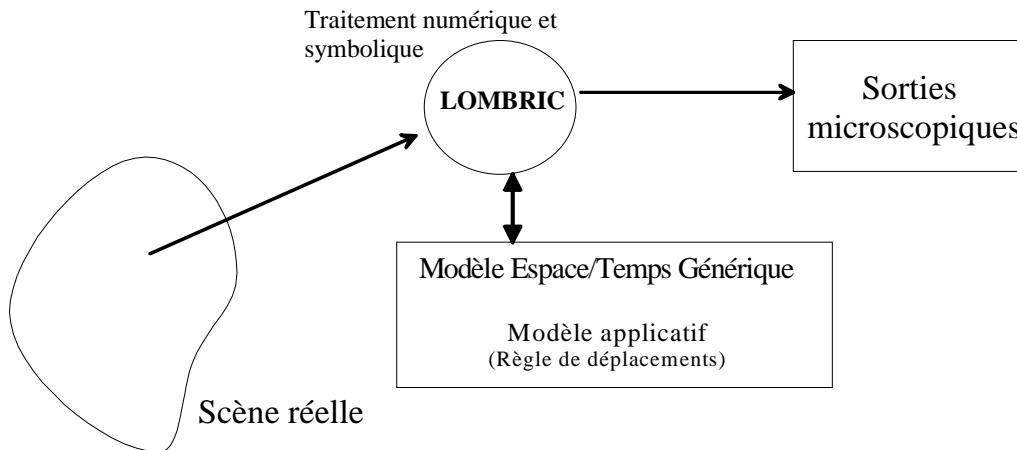 Traitement numérique et
symbolique
LOMBRIC
Sorties
microscopiques
Modèle Espace/Temps Générique
Modèle applicatif
(Règle de déplacements)
Scène réelle